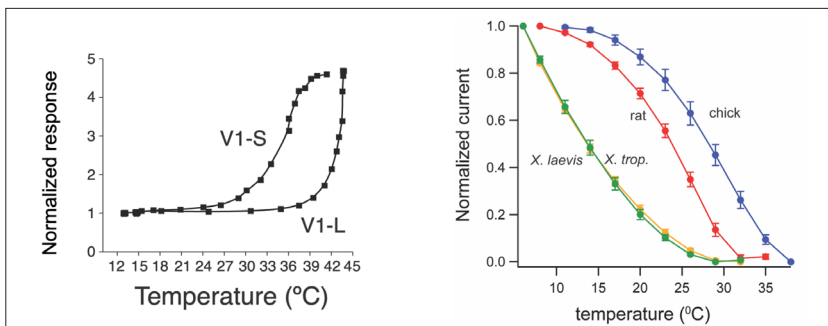 Normalized response
5
4
3
2
1
0
V1-S
V1-L
12 15 18 21 24 27 30 33 36 39 42 45
Temperature (ºC)
Normalized current
1.0
0.8
0.6
0.4
0.2
0.0
rat
chick
X. laevis
X. trop.
10 15 20 25 30 35
temperature (⁰C)